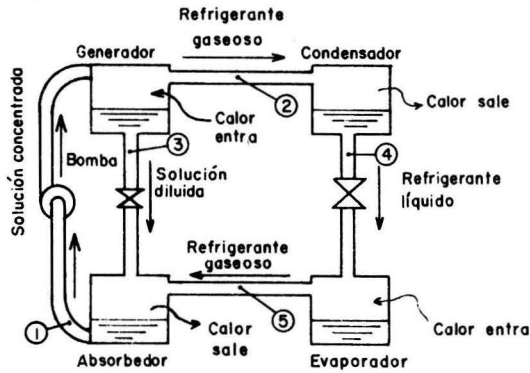 Refrigerante
gaseoso
Generador
Condensador
②
Calor
entra
Calor sale
Solución concentrada
③
④
Bomba
Solución
diluida
Refrigerante
líquido
Refrigerante
gaseoso
①
⑤
Calor
sale
Calor entra
Absorbedor
Evaporador